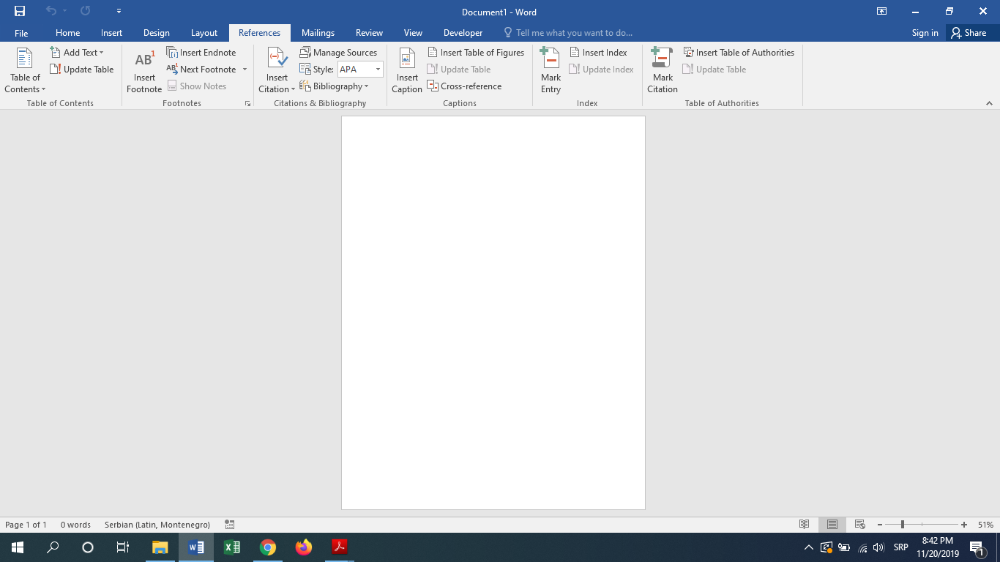 Document1 - Word
File Home Insert Design Layout References Mailings Review View Developer Tell me what you want to do... Sign in Share
Table of Contents
Add Text
Update Table
Table of Contents
AB1
Insert Footnote
Insert Endnote
AB1 Next Footnote
Show Notes
Footnotes
Insert Citation
Manage Sources
Style: APA
Bibliography
Citations & Bibliography
Insert Caption
Insert Table of Figures
Update Table
Cross-reference
Captions
Mark Entry
Insert Index
Update Index
Index
Mark Citation
Insert Table of Authorities
Update Table
Table of Authorities
Page 1 of 1 0 words Serbian (Latin, Montenegro) 51%
SRP
8:42 PM
11/20/2019
1